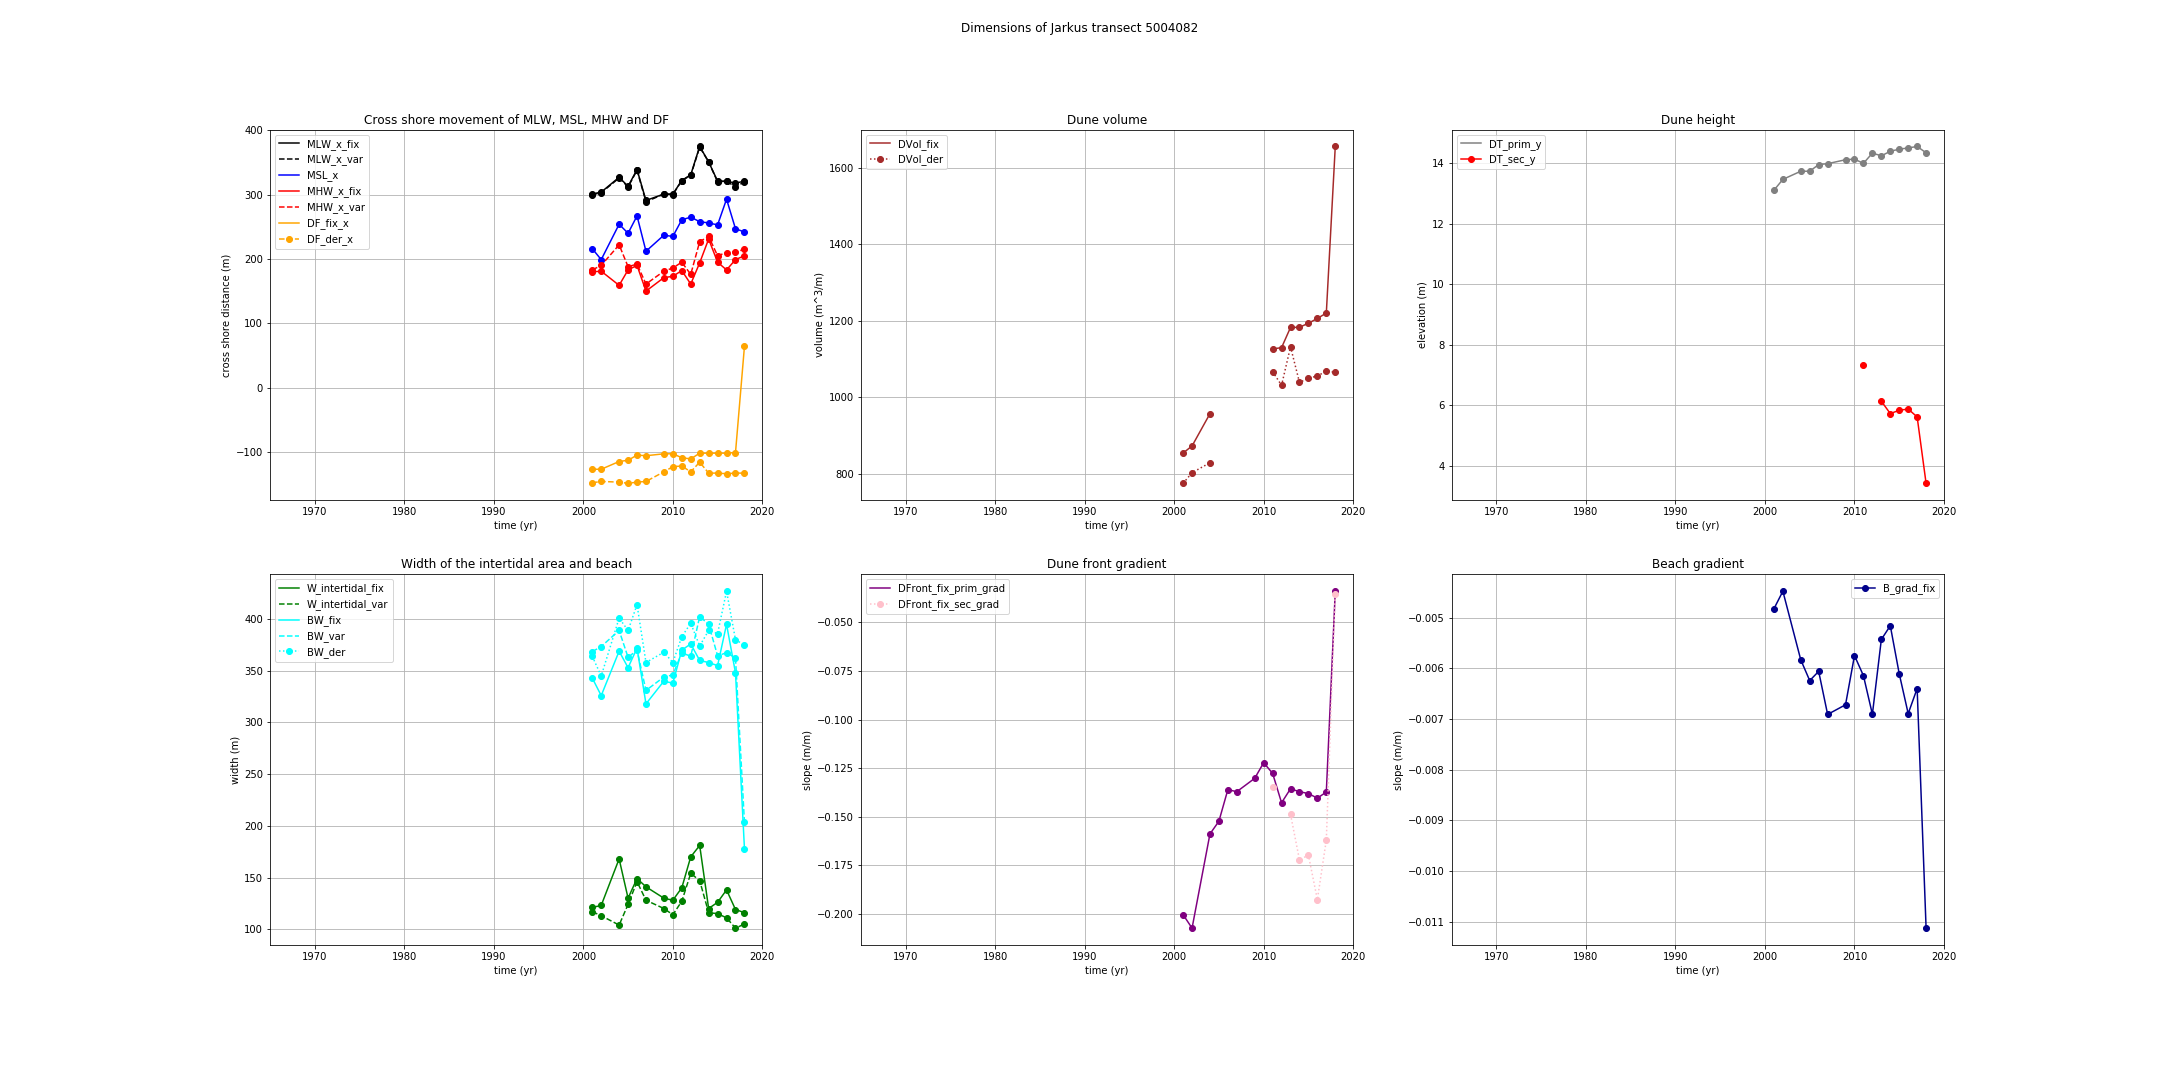 Dimensions of Jarkus transect 5004082
Cross shore movement of MLW, MSL, MHW and DF
400
300
200
100
0
−100
cross shore distance (m)
MLW_x_fix
MLW_x_var
MSL_x
MHW_x_fix
MHW_x_var
DF_fix_x
DF_der_x
1970 1980 1990 2000 2010 2020
time (yr)
Dune volume
1600
1400
1200
1000
800
volume (m^3/m)
DVol_fix
DVol_der
1970 1980 1990 2000 2010 2020
time (yr)
Dune height
14
12
10
8
6
4
elevation (m)
DT_prim_y
DT_sec_y
1970 1980 1990 2000 2010 2020
time (yr)
Width of the intertidal area and beach
400
350
300
250
200
150
100
width (m)
W_intertidal_fix
W_intertidal_var
BW_fix
BW_var
BW_der
1970 1980 1990 2000 2010 2020
time (yr)
Dune front gradient
−0.050
−0.075
−0.100
−0.125
−0.150
−0.175
−0.200
slope (m/m)
DFront_fix_prim_grad
DFront_fix_sec_grad
1970 1980 1990 2000 2010 2020
time (yr)
Beach gradient
−0.005
−0.006
−0.007
−0.008
−0.009
−0.010
−0.011
slope (m/m)
B_grad_fix
1970 1980 1990 2000 2010 2020
time (yr)